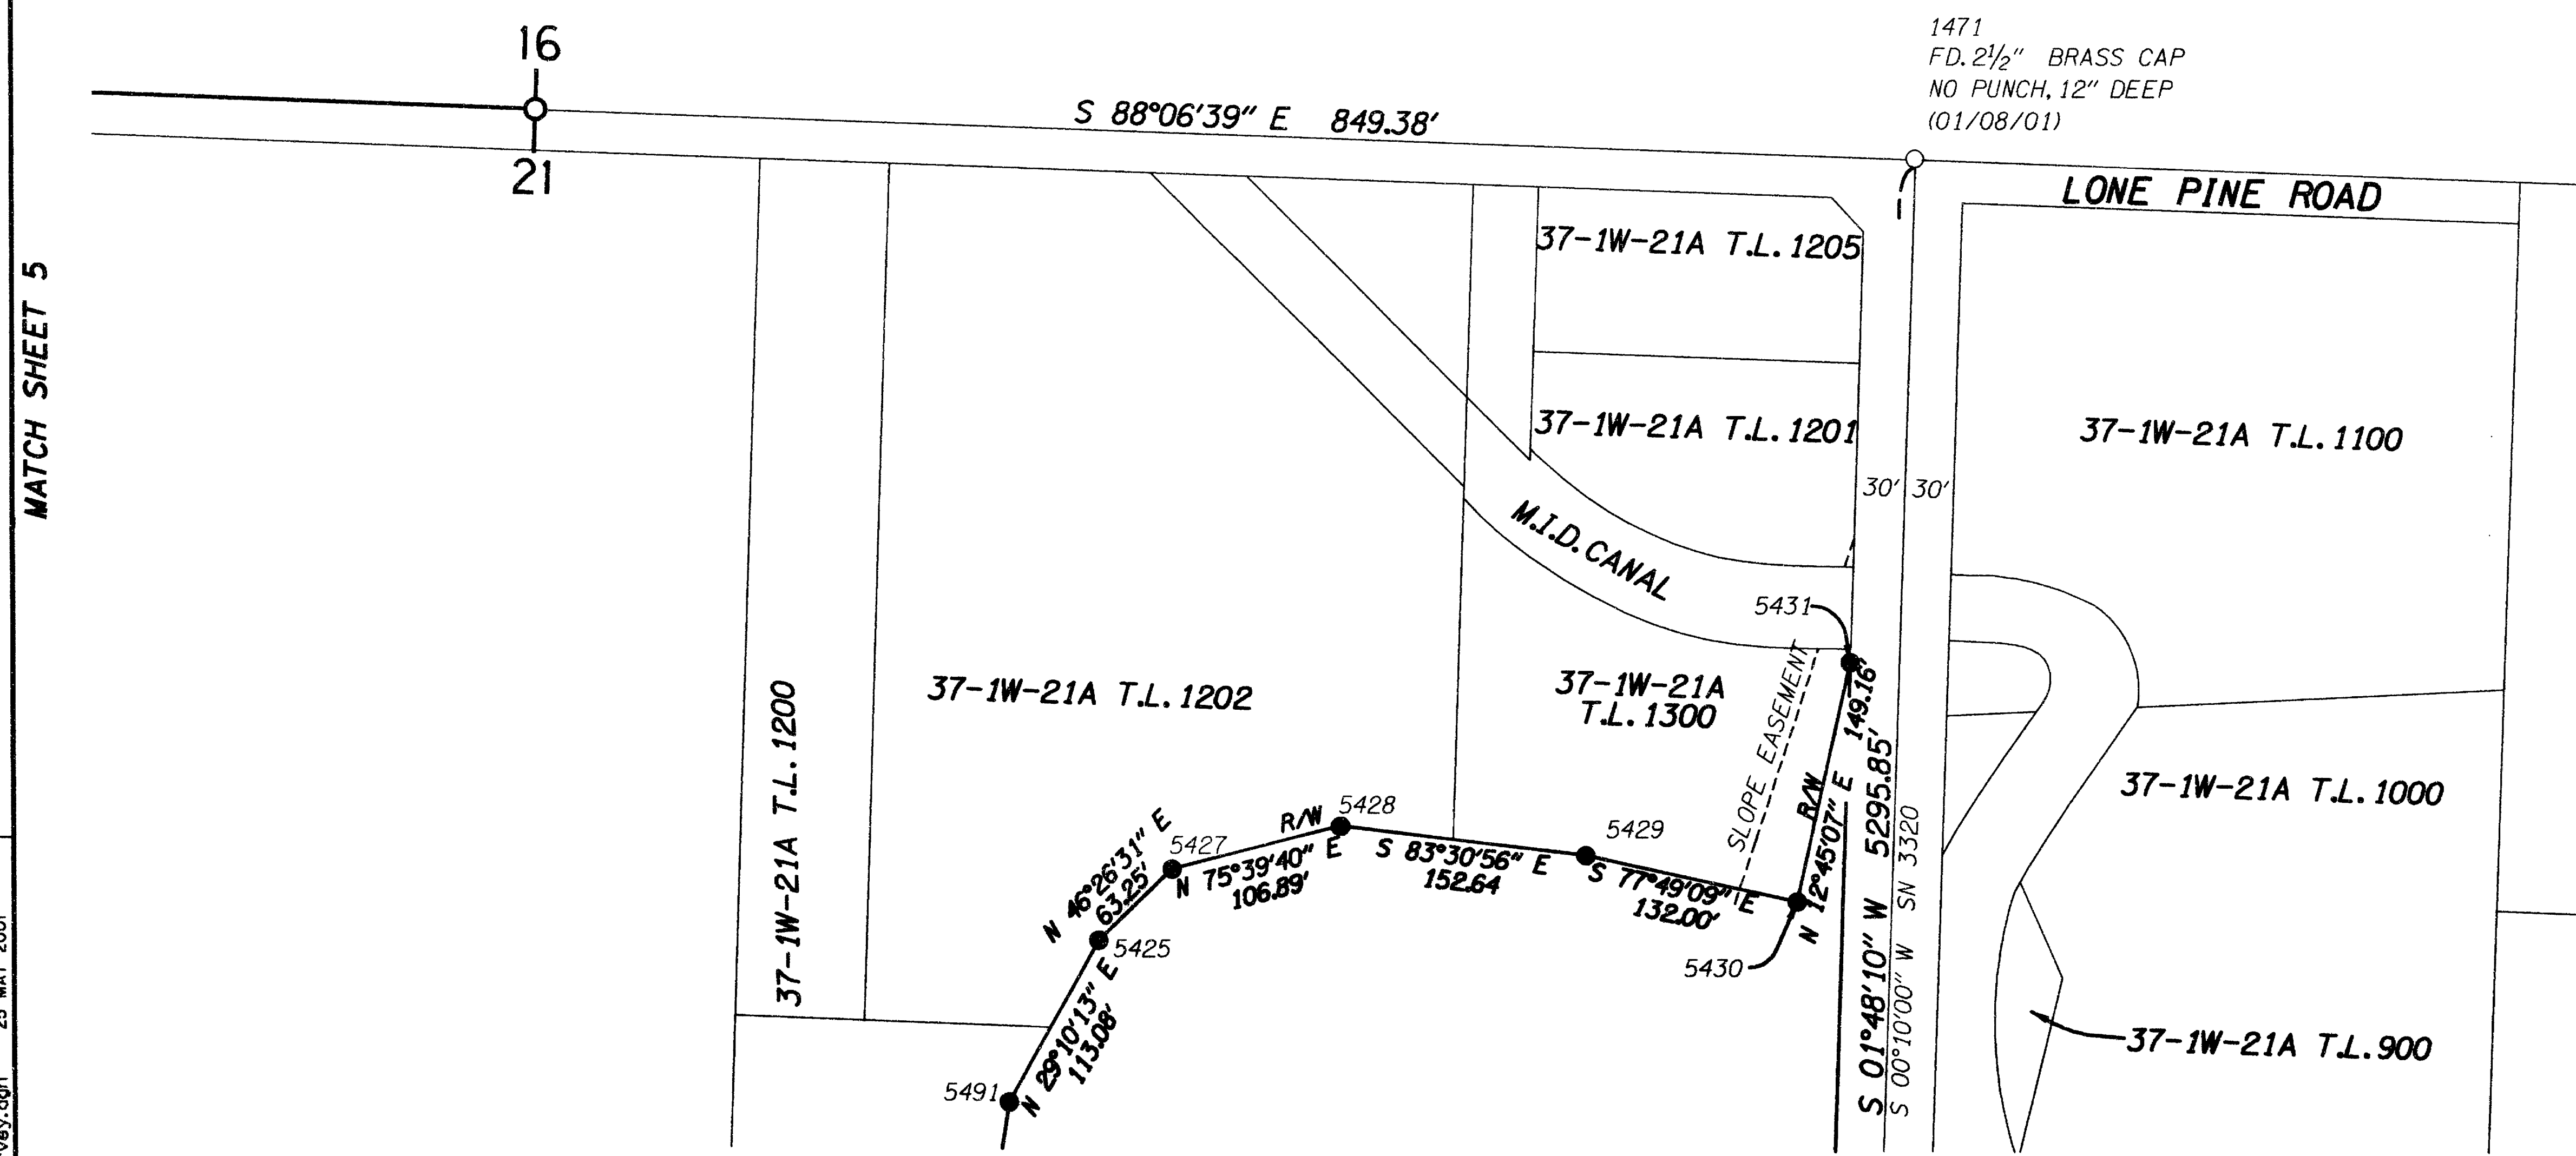 1471
FD. 2½" BRASS CAP
NO PUNCH, 12" DEEP
(01/08/01)
16
21
S 88°06'39" E 849.38'
LONE PINE ROAD
MATCH SHEET 5
37-1W-21A T.L. 1205
37-1W-21A T.L. 1201
37-1W-21A T.L. 1100
30' 30'
M.I.D. CANAL
5431
37-1W-21A T.L. 1202
37-1W-21A
T.L. 1300
SLOPE EASEMENT
37-1W-21A T.L. 1200
37-1W-21A T.L. 1000
N 46°26'31" E
63.25'
5427
R/W
5428
N 75°39'40" E
106.89'
S 83°30'56" E
152.64
5429
S 77°49'09" E
132.00'
R/W
N 12°45'07" E 149.16'
5430
5425
N 29°10'13" E
113.08'
5491
S 01°48'10" W 5295.85'
S 00°10'00" W SN 3320
37-1W-21A T.L. 900